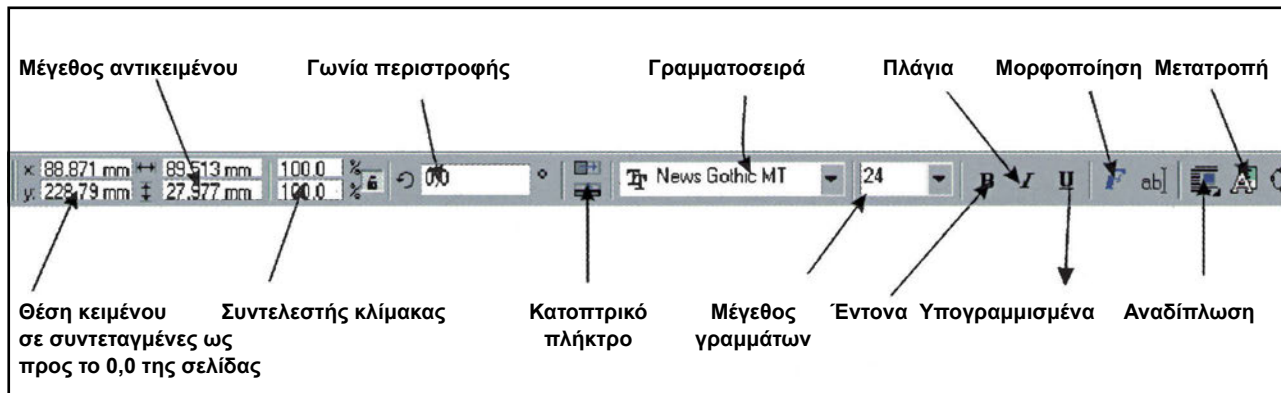 Μέγεθος αντικειμένου Γωνία περιστροφής Γραμματοσειρά Πλάγια Μορφοποίηση Μετατροπή
x: 88.871 mm 89.513 mm 100.0 % 0,0 ° News Gothic MT 24 B I U F ab A
y: 228.79 mm 27.977 mm 100.0 %
Θέση κειμένου
σε συντεταγμένες ως
προς το 0,0 της σελίδας
Συντελεστής κλίμακας
Κατοπτρικό
πλήκτρο
Μέγεθος
γραμμάτων
Έντονα Υπογραμμισμένα Αναδίπλωση